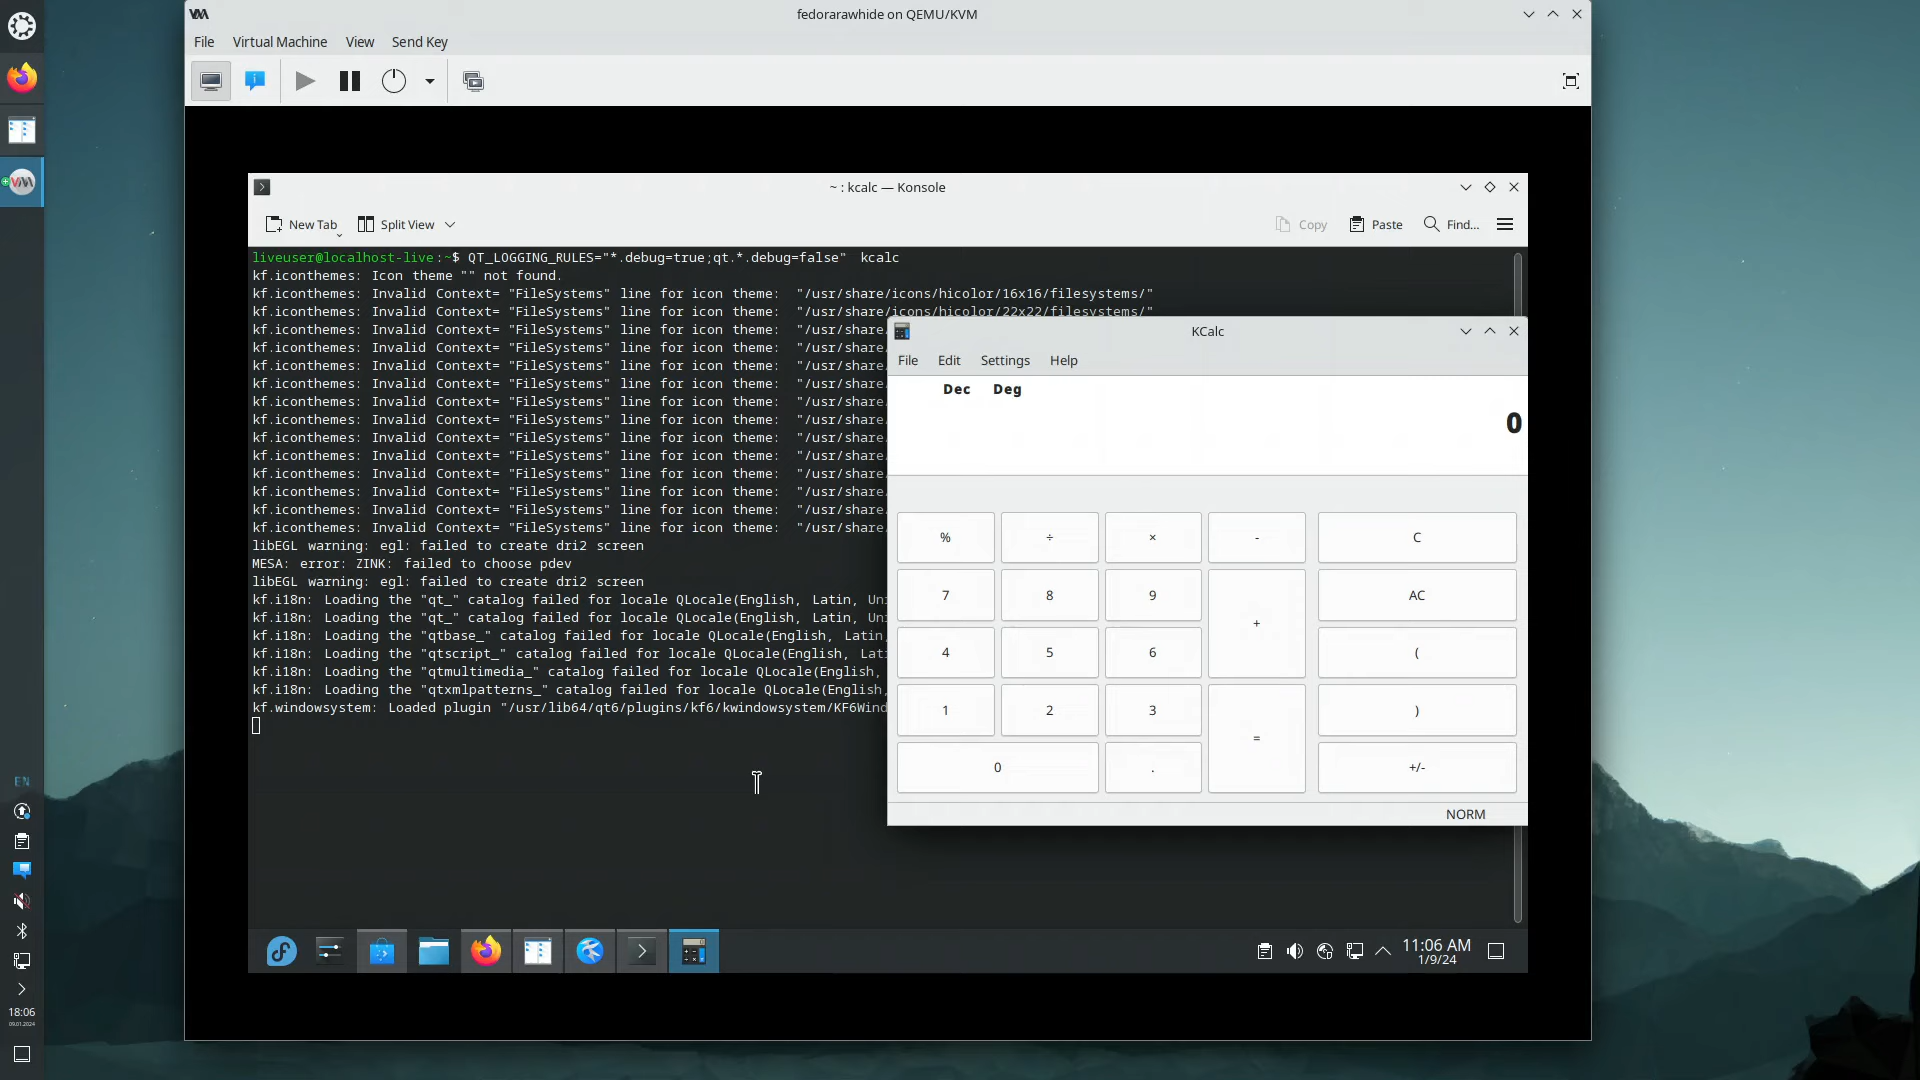 fedorarawhide on QEMU/KVM
File Virtual Machine View Send Key
~ : kcalc — Konsole
New Tab Split View Copy Paste Find...
liveuser@localhost-live:~$ QT_LOGGING_RULES="*.debug=true;qt.*.debug=false" kcalc
kf.iconthemes: Icon theme "" not found.
kf.iconthemes: Invalid Context= "FileSystems" line for icon theme: "/usr/share/icons/hicolor/16x16/filesystems/"
kf.iconthemes: Invalid Context= "FileSystems" line for icon theme: "/usr/share/icons/hicolor/22x22/filesystems/"
kf.iconthemes: Invalid Context= "FileSystems" line for icon theme: "/usr/share/
kf.iconthemes: Invalid Context= "FileSystems" line for icon theme: "/usr/share/
kf.iconthemes: Invalid Context= "FileSystems" line for icon theme: "/usr/share/
kf.iconthemes: Invalid Context= "FileSystems" line for icon theme: "/usr/share/
kf.iconthemes: Invalid Context= "FileSystems" line for icon theme: "/usr/share/
kf.iconthemes: Invalid Context= "FileSystems" line for icon theme: "/usr/share/
kf.iconthemes: Invalid Context= "FileSystems" line for icon theme: "/usr/share/
kf.iconthemes: Invalid Context= "FileSystems" line for icon theme: "/usr/share/
kf.iconthemes: Invalid Context= "FileSystems" line for icon theme: "/usr/share/
kf.iconthemes: Invalid Context= "FileSystems" line for icon theme: "/usr/share/
kf.iconthemes: Invalid Context= "FileSystems" line for icon theme: "/usr/share/
kf.iconthemes: Invalid Context= "FileSystems" line for icon theme: "/usr/share/
libEGL warning: egl: failed to create dri2 screen
MESA: error: ZINK: failed to choose pdev
libEGL warning: egl: failed to create dri2 screen
kf.i18n: Loading the "qt_" catalog failed for locale QLocale(English, Latin, Uni
kf.i18n: Loading the "qt_" catalog failed for locale QLocale(English, Latin, Uni
kf.i18n: Loading the "qtbase_" catalog failed for locale QLocale(English, Latin,
kf.i18n: Loading the "qtscript_" catalog failed for locale QLocale(English, Lati
kf.i18n: Loading the "qtmultimedia_" catalog failed for locale QLocale(English,
kf.i18n: Loading the "qtxmlpatterns_" catalog failed for locale QLocale(English,
kf.windowsystem: Loaded plugin "/usr/lib64/qt6/plugins/kf6/kwindowsystem/KF6Wind
KCalc
File Edit Settings Help
Dec Deg
0
% ÷ × - C
7 8 9 + AC
4 5 6 (
1 2 3 = )
0 . +/-
NORM
11:06 AM
1/9/24
EN
18:06
09.01.2024